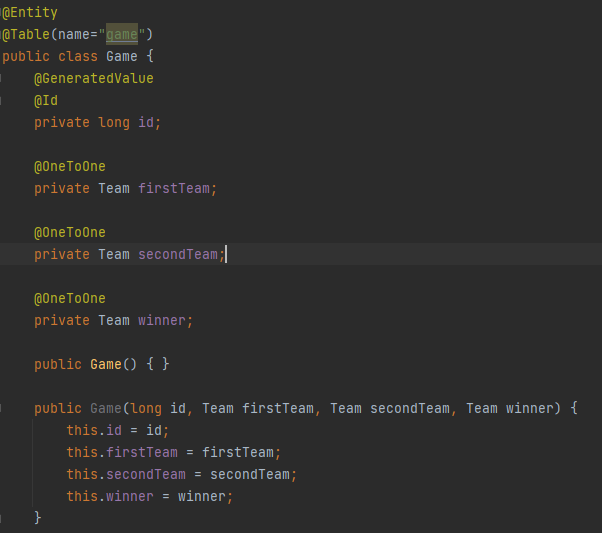 @Entity
@Table(name="game")
public class Game {
    @GeneratedValue
    @Id
    private long id;
    @OneToOne
    private Team firstTeam;
    @OneToOne
    private Team secondTeam;
    @OneToOne
    private Team winner;
    public Game() { }
    public Game(long id, Team firstTeam, Team secondTeam, Team winner) {
        this.id = id;
        this.firstTeam = firstTeam;
        this.secondTeam = secondTeam;
        this.winner = winner;
    }